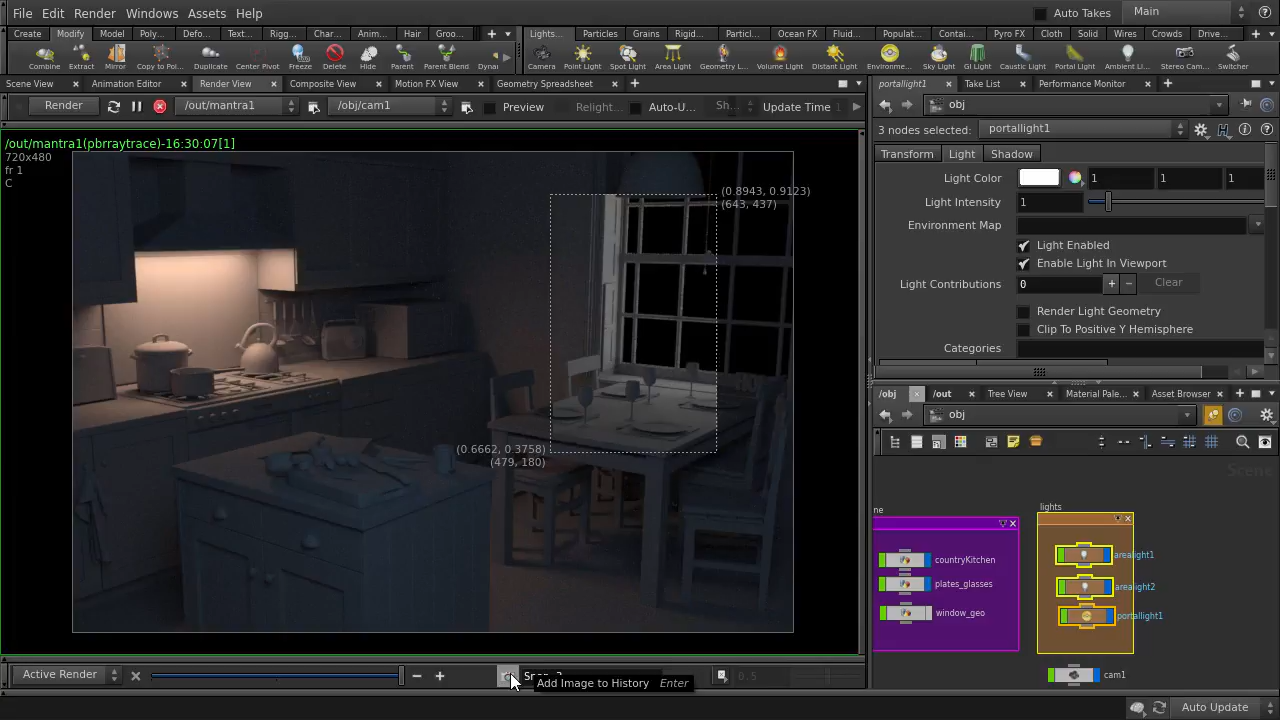 File Edit Render Windows Assets Help Auto Takes Main
Create Modify Model Poly... Defo... Text... Rigg... Char... Anim... Hair Groo... Lights... Particles Grains Rigid... Particl... Ocean FX Fluid... Populat... Contai... Pyro FX Cloth Solid Wires Crowds Drive...
Combine Extract Mirror Copy to Pol... Duplicate Center Pivot Freeze Delete Hide Parent Parent Blend Dyna Camera Point Light Spot Light Area Light Geometry L... Volume Light Distant Light Environme... Sky Light GI Light Caustic Light Portal Light Ambient Li... Stereo Cam... Switcher
Scene View Animation Editor Render View Composite View Motion FX View Geometry Spreadsheet portallight1 Take List Performance Monitor
Render /out/mantra1 /obj/cam1 Preview Relight... Auto-U... Sh... Update Time obj
3 nodes selected: portallight1
/out/mantra1(pbrraytrace)-16:30:07[1]
720x480
fr 1
C
(0.8943, 0.9123)
(643, 437)
(0.6662, 0.3758)
(479, 180)
Transform Light Shadow
Light Color 1 1 1
Light Intensity 1
Environment Map
Light Enabled
Enable Light In Viewport
Light Contributions 0 + − Clear
Render Light Geometry
Clip To Positive Y Hemisphere
Categories
/obj /out Tree View Material Pale... Asset Browser
obj
Scene
ne lights
countryKitchen
plates_glasses
window_geo
arealight1
arealight2
portallight1
cam1
Active Render 0.5
Add Image to History Enter
Auto Update